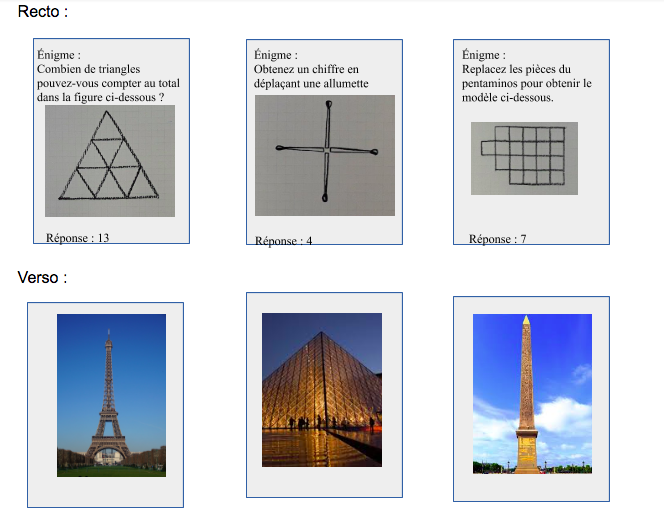 Recto :
Énigme :
Combien de triangles
pouvez-vous compter au total
dans la figure ci-dessous ?
Réponse : 13
Énigme :
Obtenez un chiffre en
déplaçant une allumette
Réponse : 4
Énigme :
Replacez les pièces du
pentaminos pour obtenir le
modèle ci-dessous.
Réponse : 7
Verso :